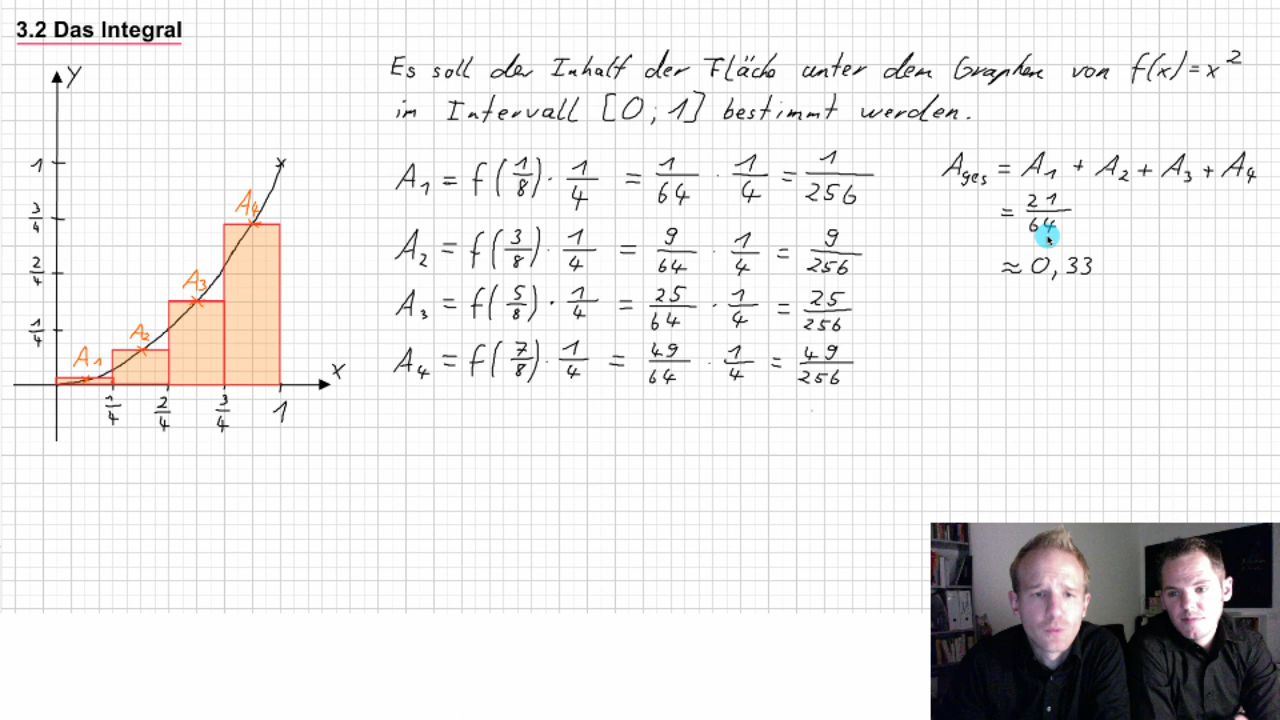 3.2 Das Integral
Es soll der Inhalt der Fläche unter dem Graphen von f(x) = x²
im Intervall [0; 1] bestimmt werden.
A₁ = f(1/8) · 1/4 = 1/64 · 1/4 = 1/256
A₂ = f(3/8) · 1/4 = 9/64 · 1/4 = 9/256
A₃ = f(5/8) · 1/4 = 25/64 · 1/4 = 25/256
A₄ = f(7/8) · 1/4 = 49/64 · 1/4 = 49/256
A_ges = A₁ + A₂ + A₃ + A₄
= 21/64
≈ 0,33
y
1
3/4
2/4
1/4
A₁
A₂
A₃
A₄
x
1/4
2/4
3/4
1